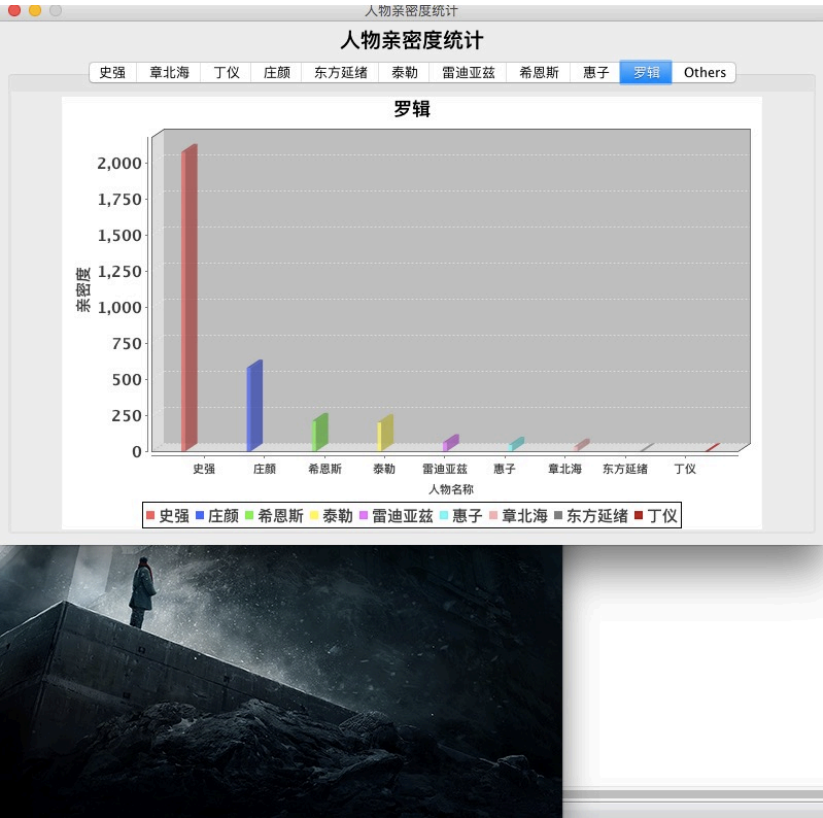 人物亲密度统计
人物亲密度统计
史强 章北海 丁仪 庄颜 东方延绪 泰勒 雷迪亚兹 希恩斯 惠子 罗辑 Others
罗辑
2,000
1,750
1,500
1,250
1,000
750
500
250
0
亲密度
史强 庄颜 希恩斯 泰勒 雷迪亚兹 惠子 章北海 东方延绪 丁仪
人物名称
史强 庄颜 希恩斯 泰勒 雷迪亚兹 惠子 章北海 东方延绪 丁仪